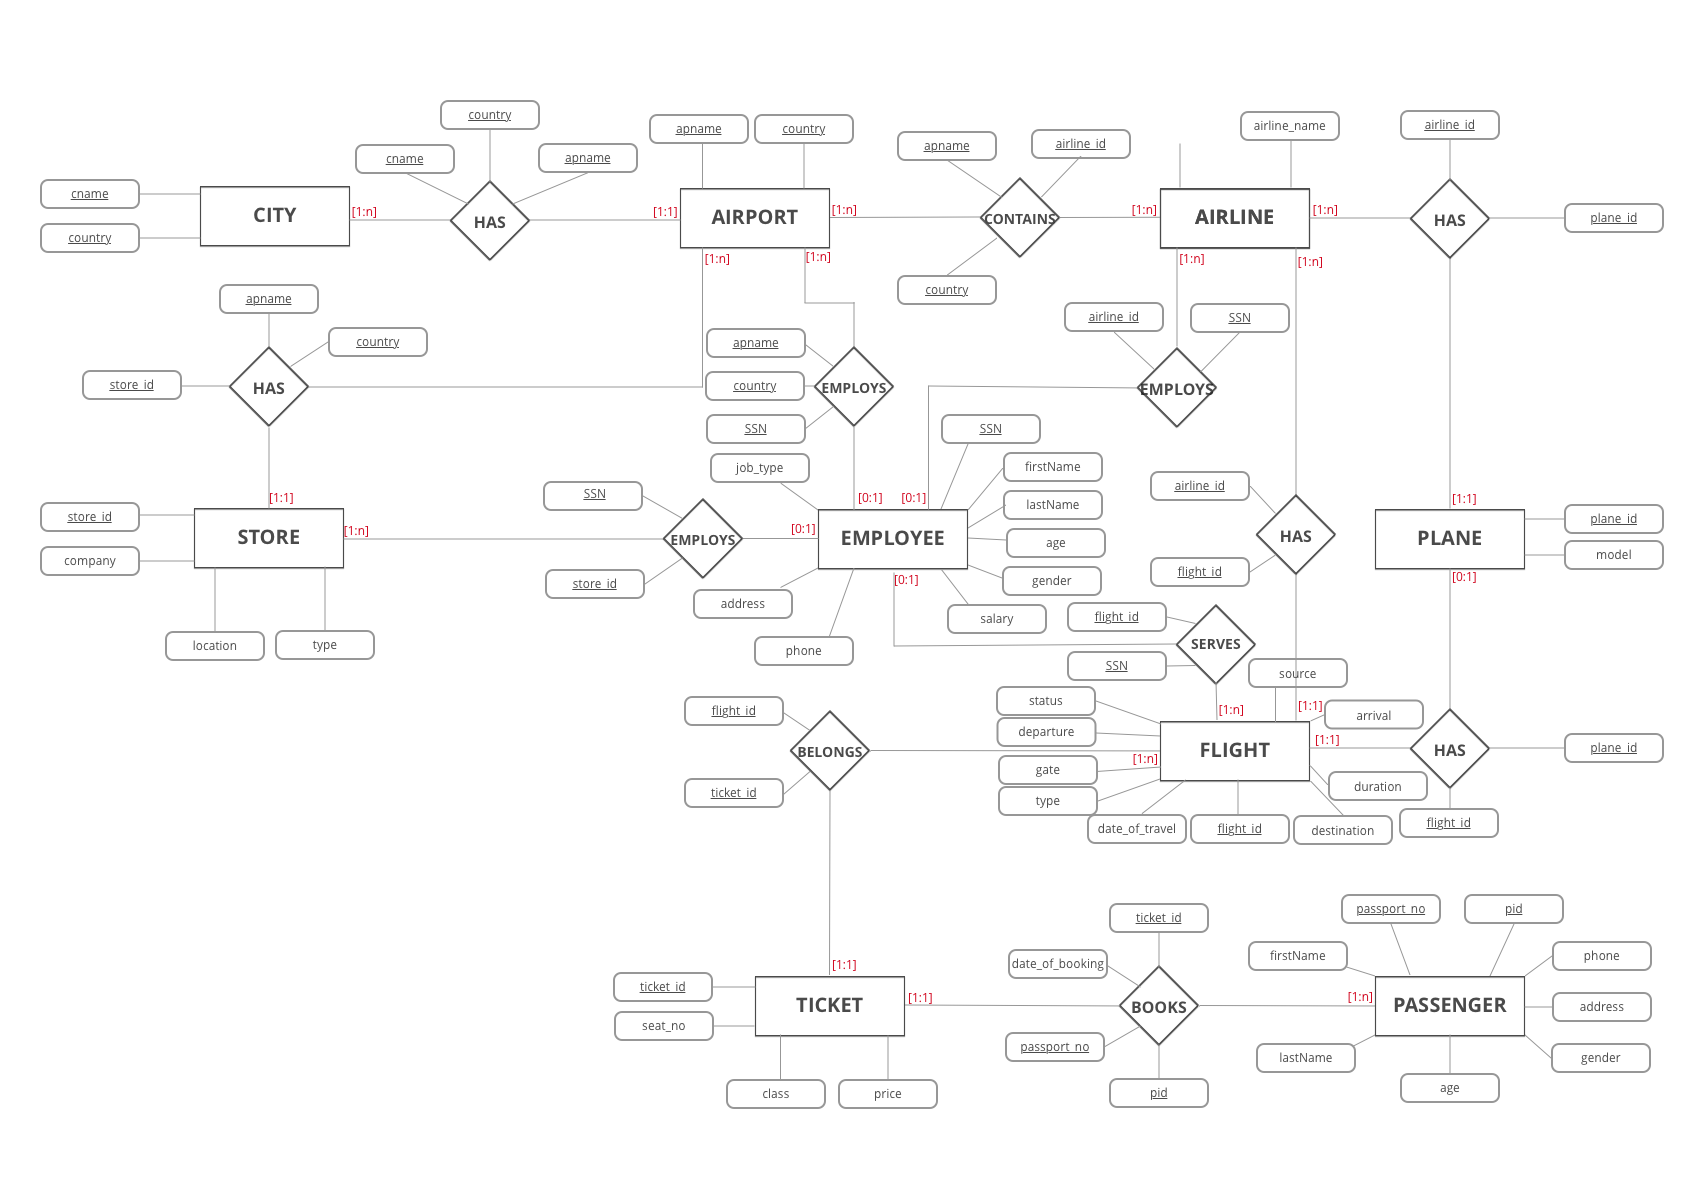 country
airline_id
apname
country
airline_name
airline_id
apname
cname
apname
cname
country
CITY
[1:n]
HAS
[1:1]
AIRPORT
[1:n]
CONTAINS
[1:n]
AIRLINE
[1:n]
HAS
plane_id
country
[1:n]
[1:n]
[1:n]
[1:n]
country
apname
country
store_id
HAS
apname
country
SSN
EMPLOYS
airline_id
SSN
EMPLOYS
SSN
job_type
firstName
lastName
age
gender
salary
airline_id
flight_id
HAS
[1:1]
[0:1]
[0:1]
[1:1]
store_id
company
STORE
[1:n]
SSN
store_id
EMPLOYS
[0:1]
EMPLOYEE
[0:1]
PLANE
plane_id
model
[0:1]
address
phone
location
type
flight_id
SSN
SERVES
source
status
departure
gate
type
[1:n]
[1:n]
[1:1]
arrival
[1:1]
FLIGHT
HAS
plane_id
duration
flight_id
date_of_travel
flight_id
destination
flight_id
BELONGS
ticket_id
ticket_id
passport_no
pid
date_of_booking
firstName
phone
[1:1]
ticket_id
seat_no
TICKET
[1:1]
BOOKS
[1:n]
PASSENGER
address
passport_no
lastName
gender
class
price
pid
age